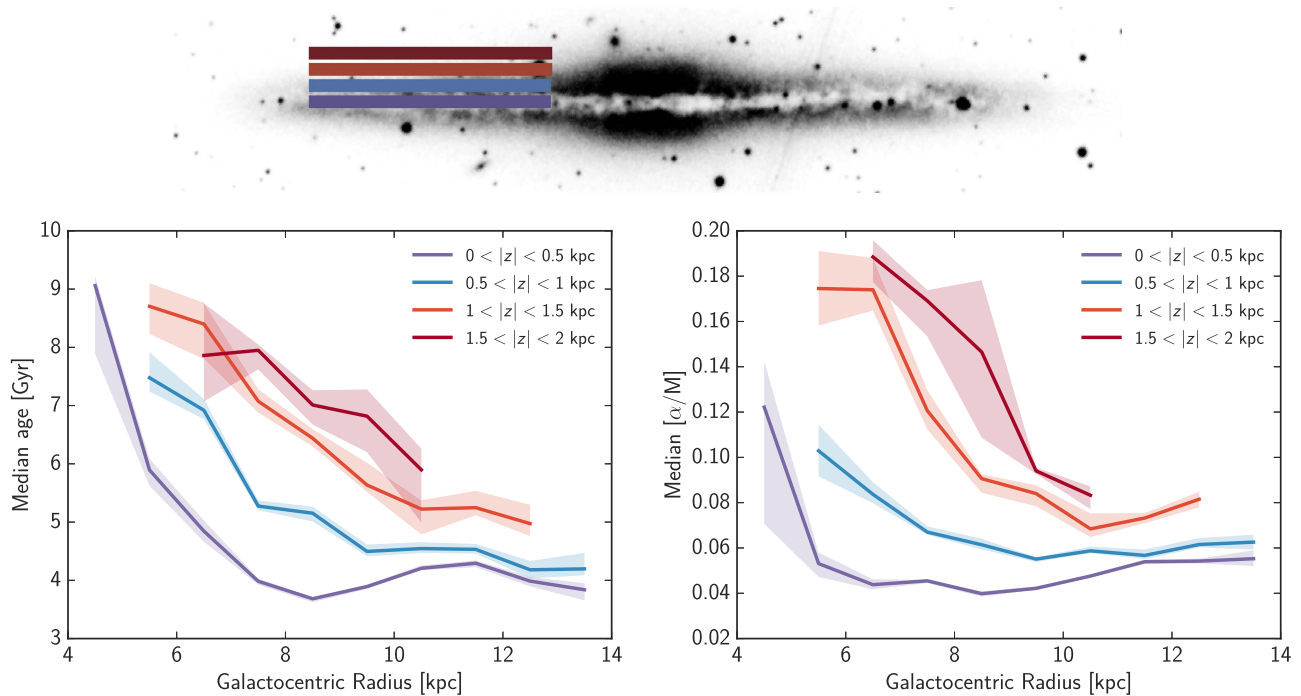 10
9
8
7
6
5
4
3
Median age [Gyr]
0 < |z| < 0.5 kpc
0.5 < |z| < 1 kpc
1 < |z| < 1.5 kpc
1.5 < |z| < 2 kpc
4 6 8 10 12 14
Galactocentric Radius [kpc]
0.20
0.18
0.16
0.14
0.12
0.10
0.08
0.06
0.04
0.02
Median [α/M]
0 < |z| < 0.5 kpc
0.5 < |z| < 1 kpc
1 < |z| < 1.5 kpc
1.5 < |z| < 2 kpc
4 6 8 10 12 14
Galactocentric Radius [kpc]